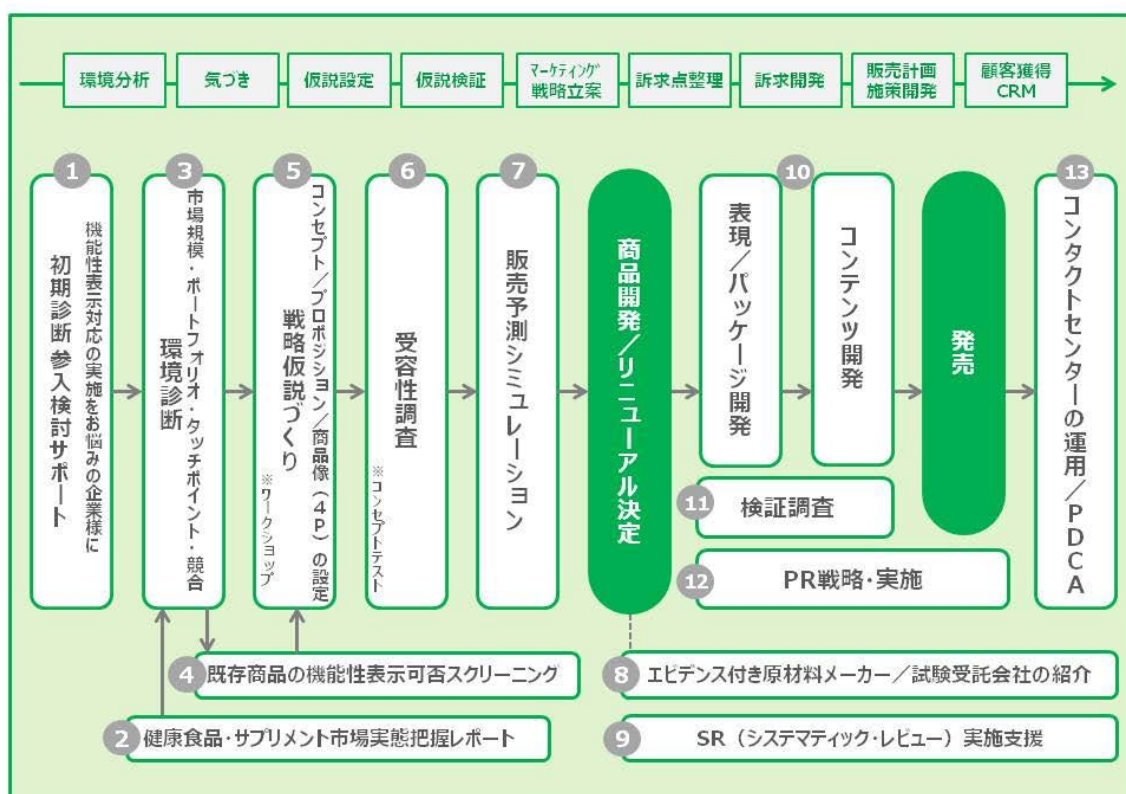 環境分析
気づき
仮説設定
仮説検証
マーケティング
戦略立案
訴求点整理
訴求開発
販売計画
施策開発
顧客獲得
CRM
1
機能性表示対応の実施をお悩みの企業様に
初期診断 参入検討サポート
3
市場規模・ポートフォリオ・タッチポイント・競合
環境診断
5
コンセプト/プロポジション/商品像(4P)の設定
戦略仮説づくり
※ワークショップ
6
受容性調査
※コンセプトテスト
7
販売予測シミュレーション
商品開発/リニューアル決定
10
表現/パッケージ開発
コンテンツ開発
発売
13
コンタクトセンターの運用/PDCA
11
検証調査
12
PR戦略・実施
4
既存商品の機能性表示可否スクリーニング
8
エビデンス付き原材料メーカー/試験受託会社の紹介
2
健康食品・サプリメント市場実態把握レポート
9
SR(システマティック・レビュー)実施支援